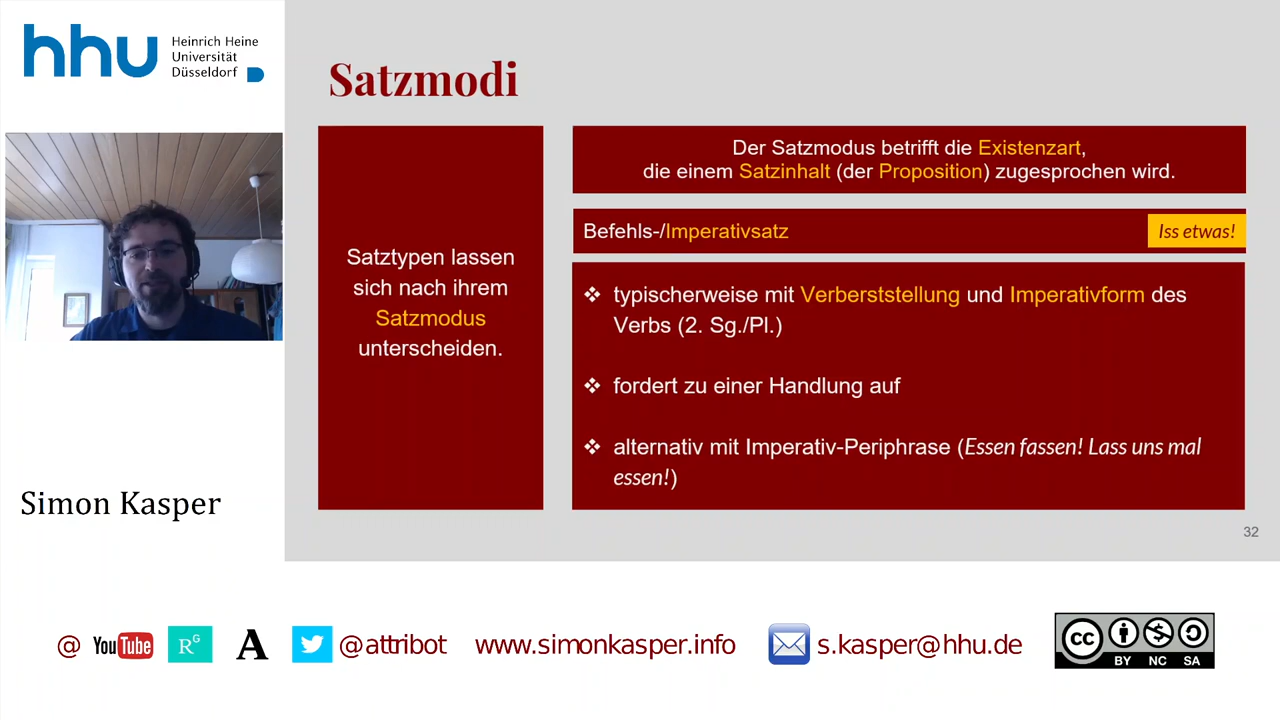 hhu
Heinrich Heine
Universität
Düsseldorf
Satzmodi
Satztypen lassen
sich nach ihrem
Satzmodus
unterscheiden.
Der Satzmodus betrifft die Existenzart,
die einem Satzinhalt (der Proposition) zugesprochen wird.
Befehls-/Imperativsatz
Iss etwas!
❖ typischerweise mit Verberststellung und Imperativform des
Verbs (2. Sg./Pl.)
❖ fordert zu einer Handlung auf
❖ alternativ mit Imperativ-Periphrase (Essen fassen! Lass uns mal
essen!)
32
Simon Kasper
@ YouTube RG A @attribot www.simonkasper.info s.kasper@hhu.de
cc BY NC SA